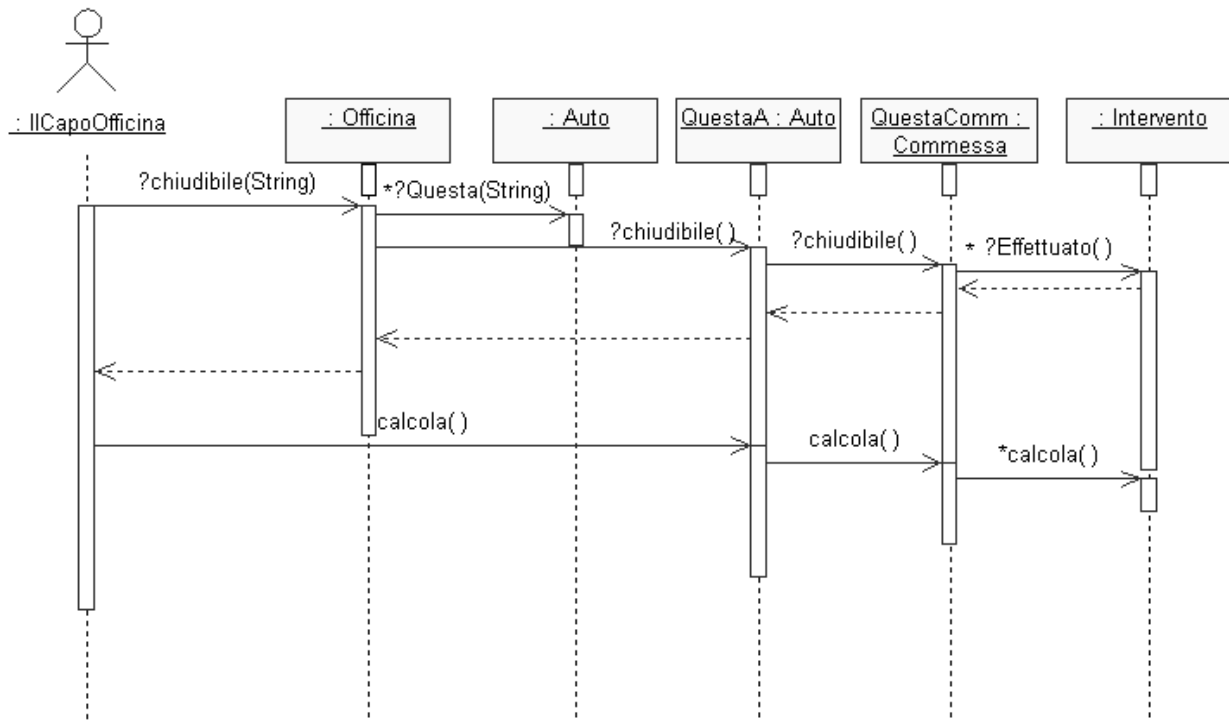 : IlCapoOfficina
: Officina
: Auto
QuestaA : Auto
QuestaComm :
Commessa
: Intervento
?chiudibile(String)
*?Questa(String)
?chiudibile( )
?chiudibile( )
* ?Effettuato( )
calcola( )
calcola( )
*calcola( )